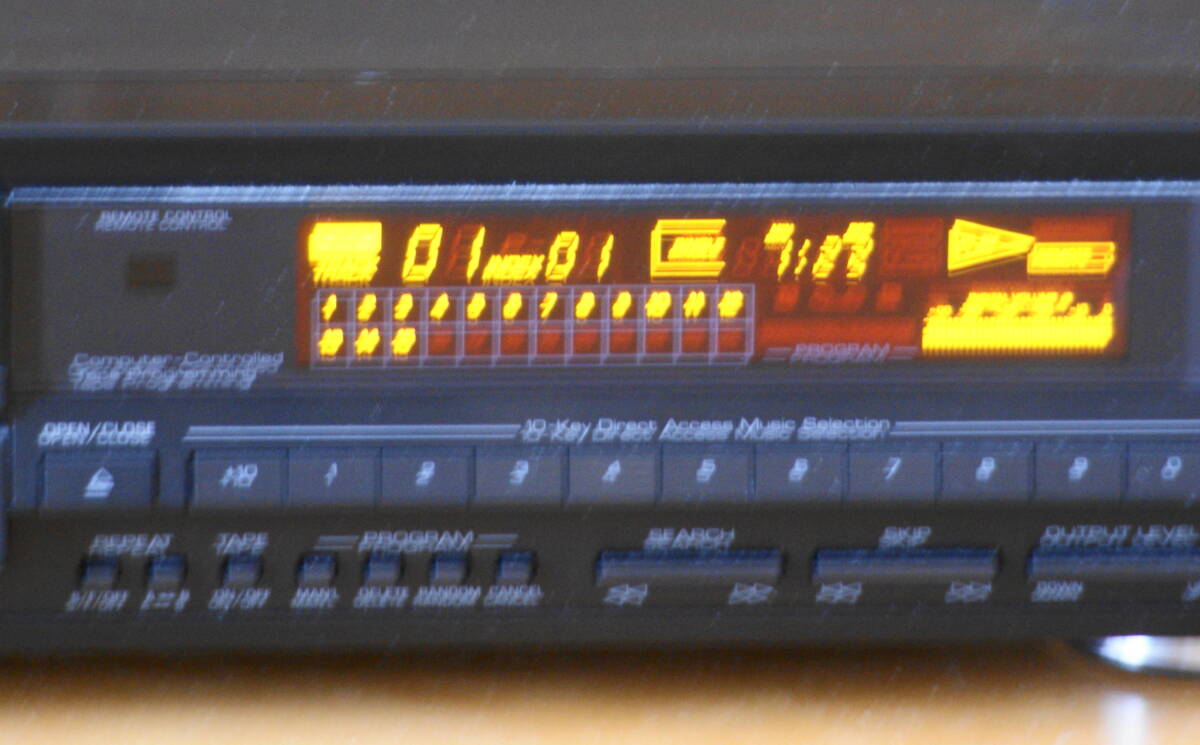 REMOTE CONTROL
TRACK 01 INDEX 01
1 2 3 4 5 6 7 8 9 10 11 12
13 14 15
PROGRAM
Computer-Controlled
Tape Programming
OPEN/CLOSE
10-Key Direct Access Music Selection
+10 1 2 3 4 5 6 7 8 9 0
REPEAT TAPE PROGRAM SEARCH SKIP OUTPUT LEVEL
ON/OFF DELETE RANDOM CANCEL DOWN